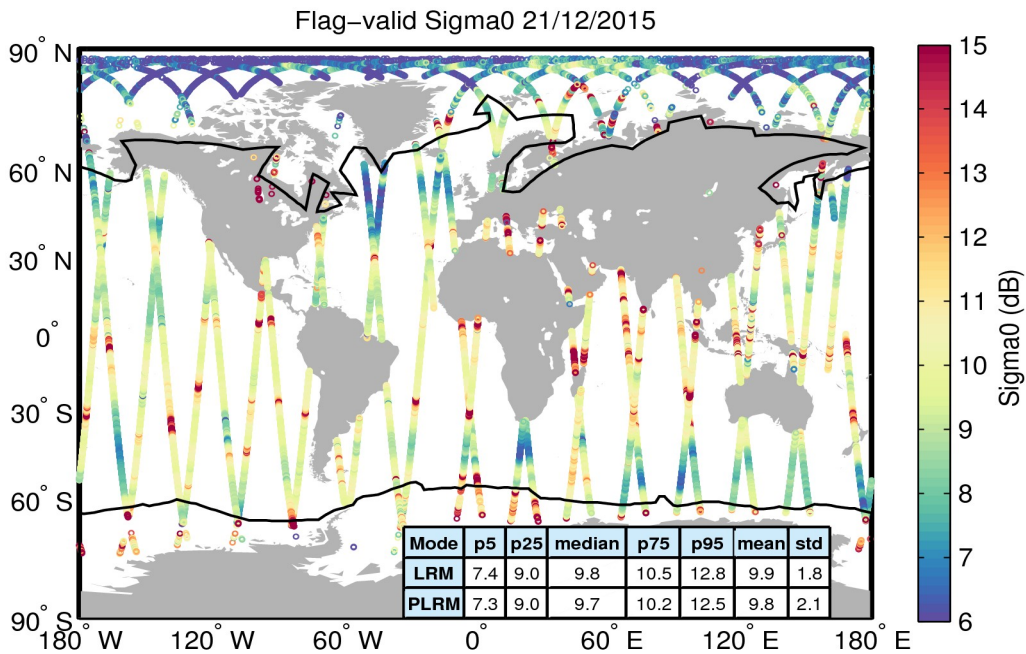 Flag−valid Sigma0 21/12/2015
90° N
60° N
30° N
0°
30° S
60° S
90° S
180° W
120° W
60° W
0°
60° E
120° E
180° E
Mode p5 p25 median p75 p95 mean std
LRM 7.4 9.0 9.8 10.5 12.8 9.9 1.8
PLRM 7.3 9.0 9.7 10.2 12.5 9.8 2.1
15
14
13
12
11
10
9
8
7
6
Sigma0 (dB)